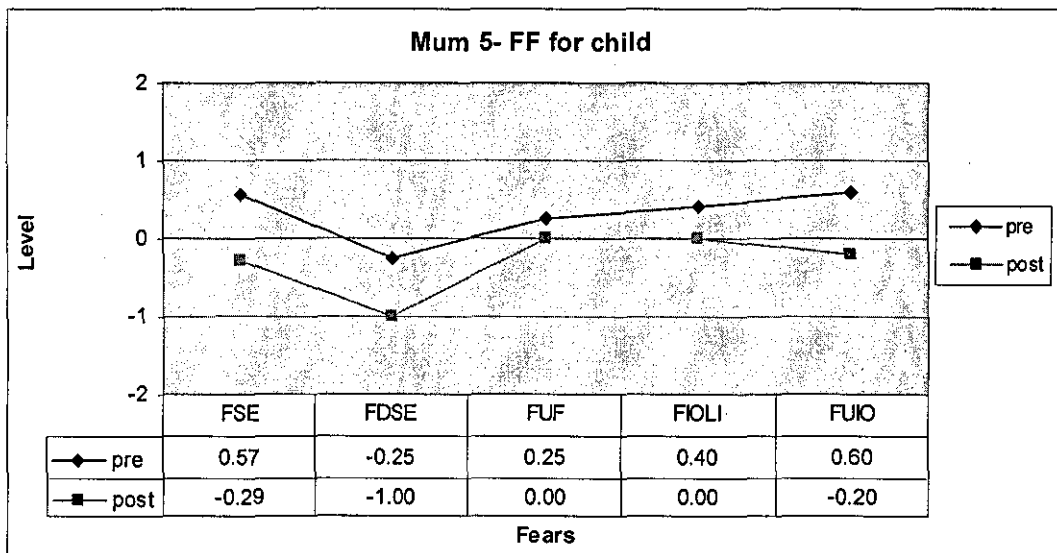 Mum 5- FF for child
2
1
0
-1
-2
Level
FSE FDSE FUF FIOLI FUIO
pre 0.57 -0.25 0.25 0.40 0.60
post -0.29 -1.00 0.00 0.00 -0.20
Fears
pre
post